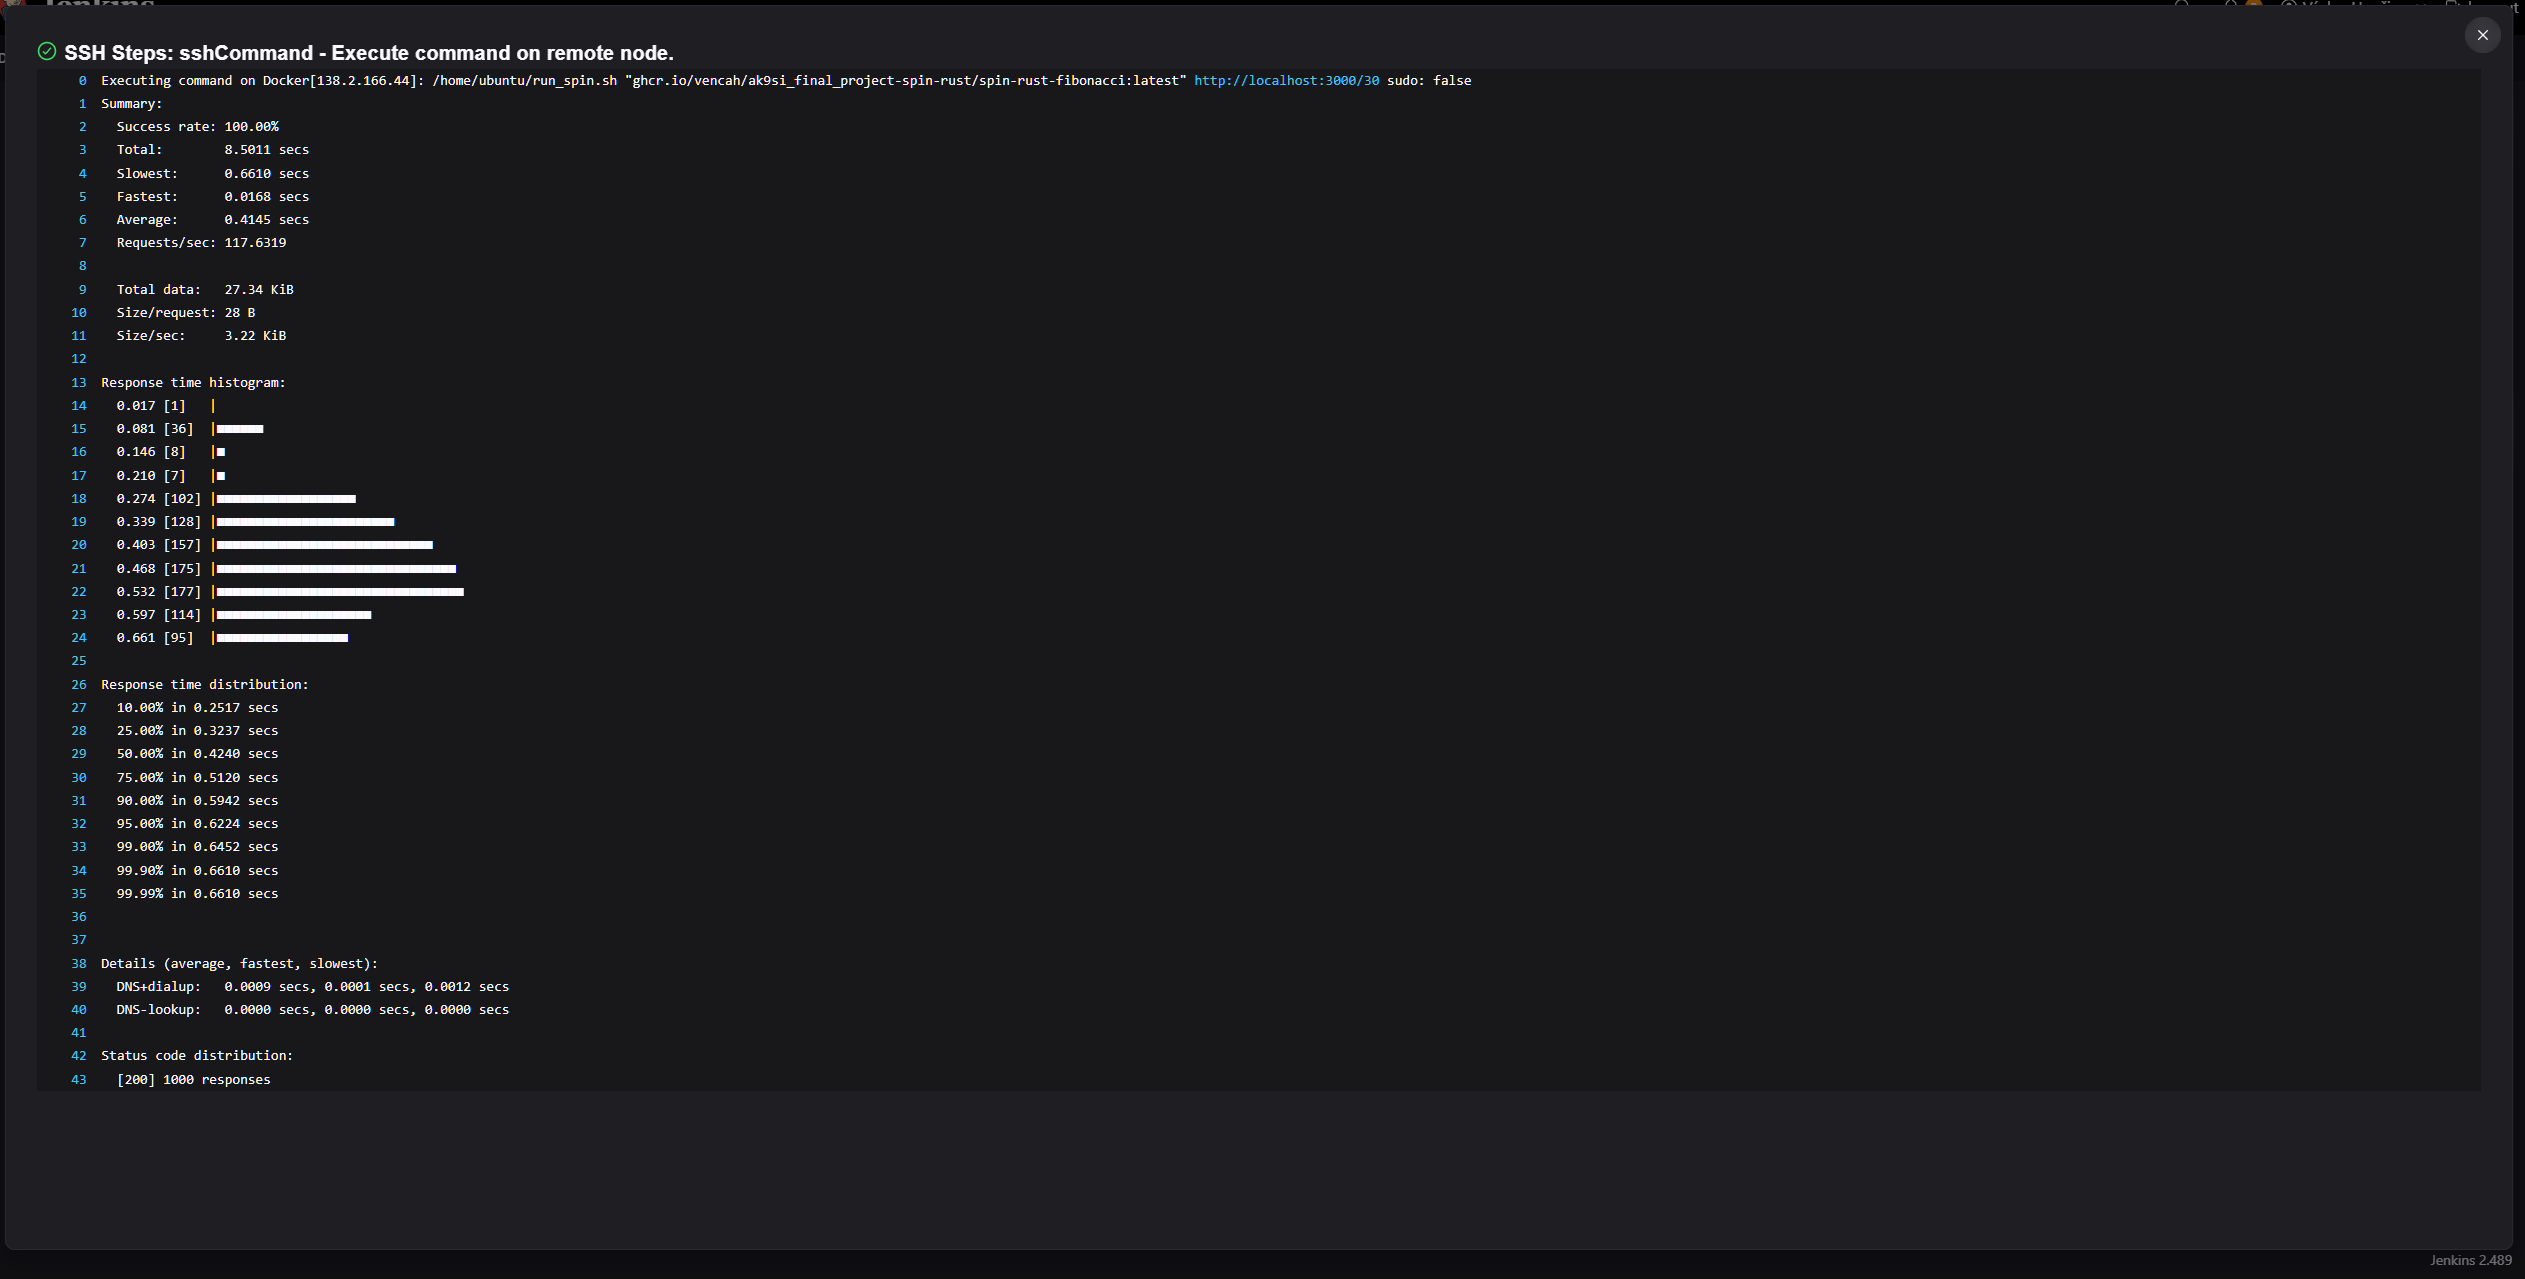 Jenkins
SSH Steps: sshCommand - Execute command on remote node.
0 Executing command on Docker[138.2.166.44]: /home/ubuntu/run_spin.sh "ghcr.io/vencah/ak9si_final_project-spin-rust/spin-rust-fibonacci:latest" http://localhost:3000/30 sudo: false
1 Summary:
2 Success rate: 100.00%
3 Total: 8.5011 secs
4 Slowest: 0.6610 secs
5 Fastest: 0.0168 secs
6 Average: 0.4145 secs
7 Requests/sec: 117.6319
8
9 Total data: 27.34 KiB
10 Size/request: 28 B
11 Size/sec: 3.22 KiB
12
13 Response time histogram:
14 0.017 [1] |
15 0.081 [36] |■■■■■■
16 0.146 [8] |■
17 0.210 [7] |■
18 0.274 [102] |■■■■■■■■■■■■■■■■■■
19 0.339 [128] |■■■■■■■■■■■■■■■■■■■■■■■
20 0.403 [157] |■■■■■■■■■■■■■■■■■■■■■■■■■■■■
21 0.468 [175] |■■■■■■■■■■■■■■■■■■■■■■■■■■■■■■■
22 0.532 [177] |■■■■■■■■■■■■■■■■■■■■■■■■■■■■■■■■
23 0.597 [114] |■■■■■■■■■■■■■■■■■■■■
24 0.661 [95] |■■■■■■■■■■■■■■■■■
25
26 Response time distribution:
27 10.00% in 0.2517 secs
28 25.00% in 0.3237 secs
29 50.00% in 0.4240 secs
30 75.00% in 0.5120 secs
31 90.00% in 0.5942 secs
32 95.00% in 0.6224 secs
33 99.00% in 0.6452 secs
34 99.90% in 0.6610 secs
35 99.99% in 0.6610 secs
36
37
38 Details (average, fastest, slowest):
39 DNS+dialup: 0.0009 secs, 0.0001 secs, 0.0012 secs
40 DNS-lookup: 0.0000 secs, 0.0000 secs, 0.0000 secs
41
42 Status code distribution:
43 [200] 1000 responses
Jenkins 2.489